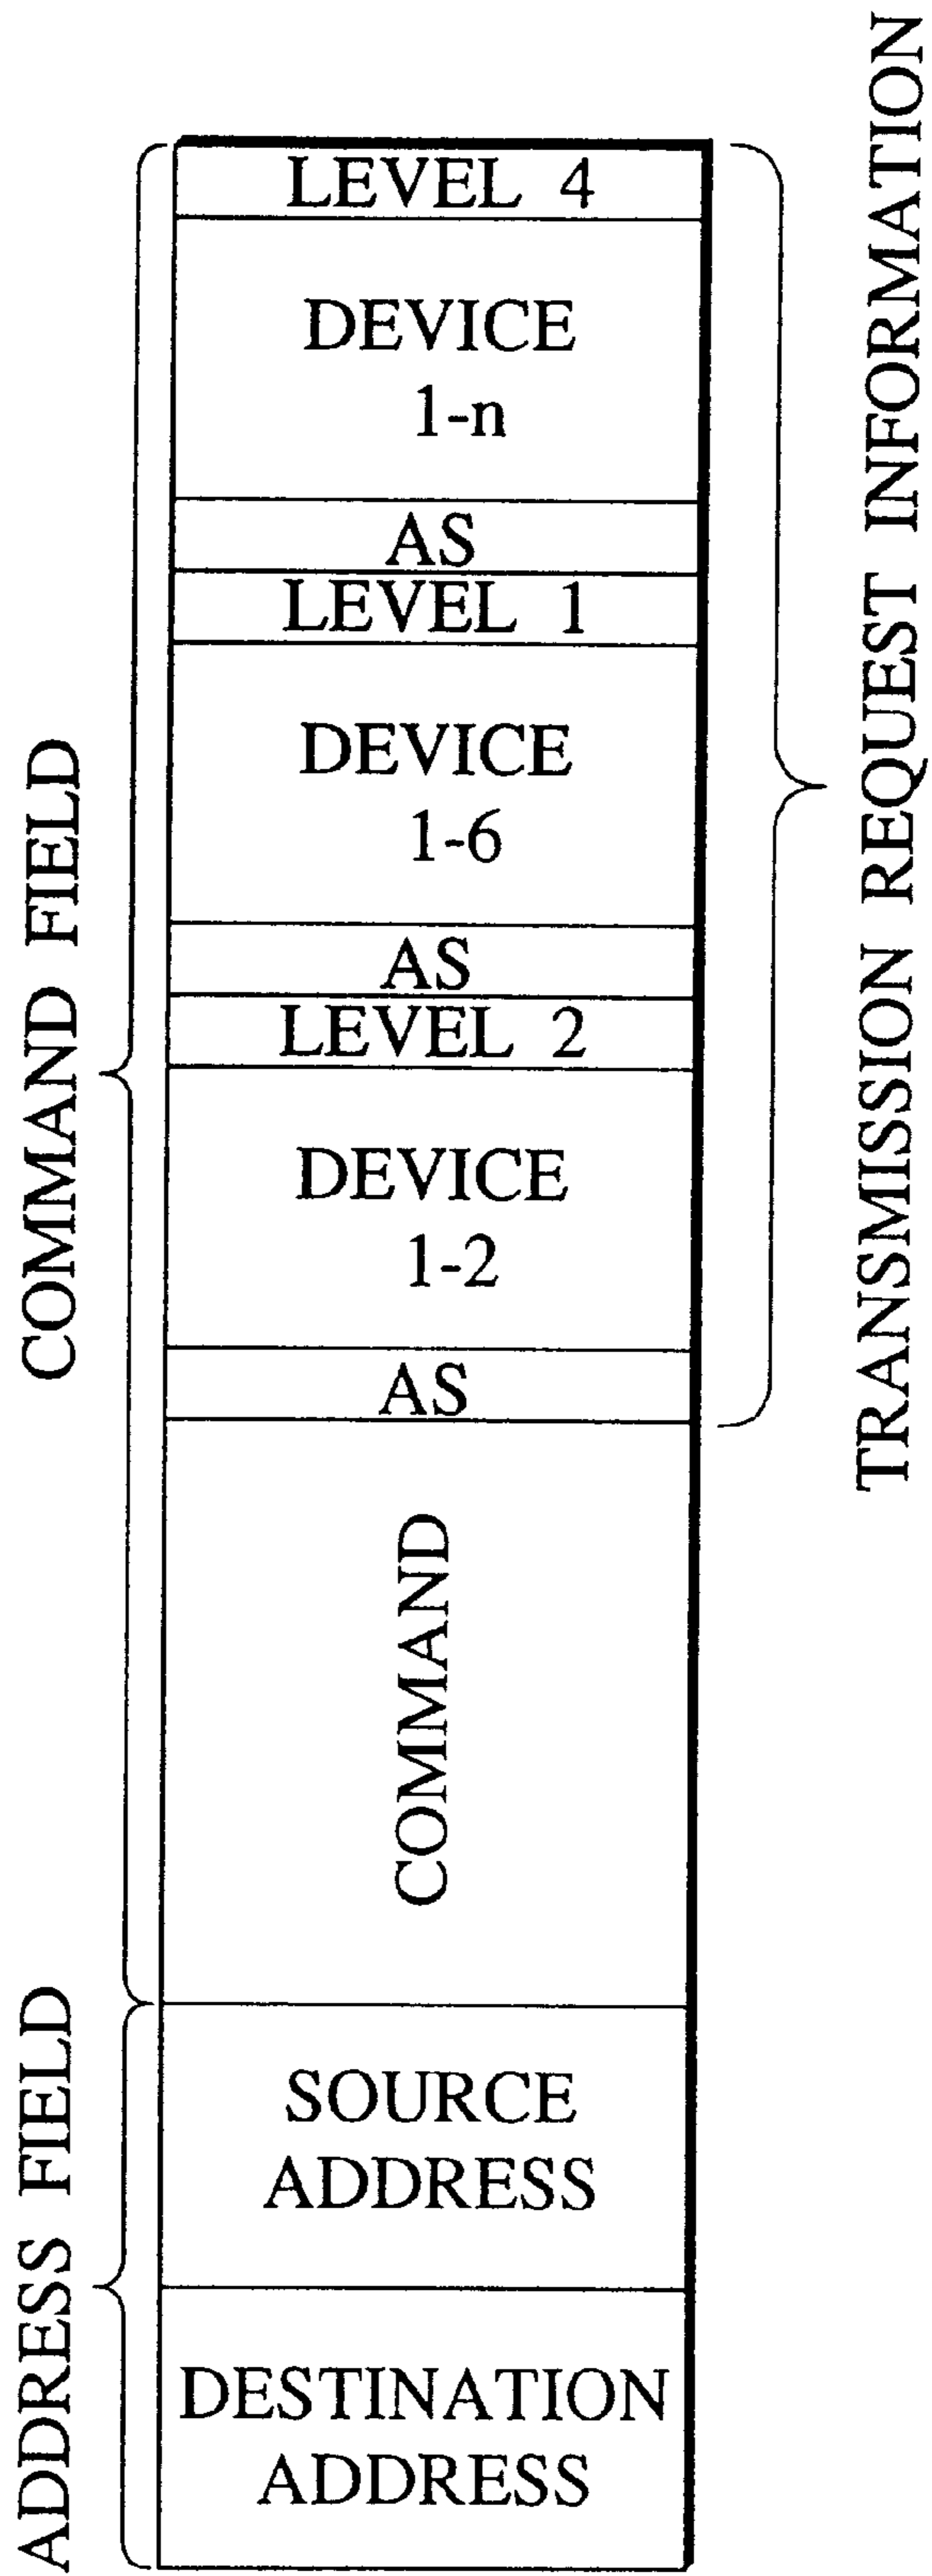 COMMAND FIELD
ADDRESS FIELD
LEVEL 4
DEVICE
1-n
AS
LEVEL 1
DEVICE
1-6
AS
LEVEL 2
DEVICE
1-2
AS
COMMAND
SOURCE
ADDRESS
DESTINATION
ADDRESS
TRANSMISSION REQUEST INFORMATION